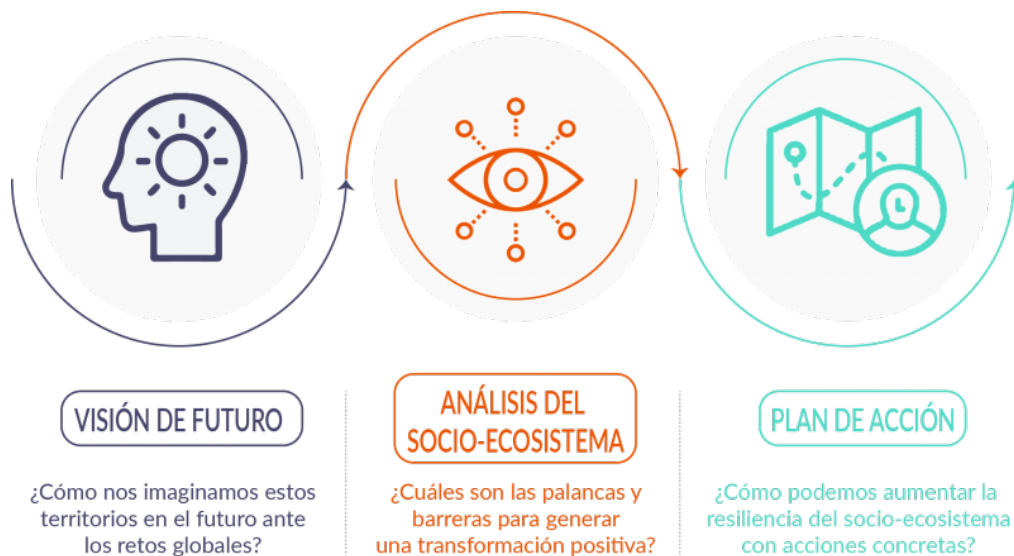 VISIÓN DE FUTURO
¿Cómo nos imaginamos estos
territorios en el futuro ante
los retos globales?
ANÁLISIS DEL
SOCIO-ECOSISTEMA
¿Cuáles son las palancas y
barreras para generar
una transformación positiva?
PLAN DE ACCIÓN
¿Cómo podemos aumentar la
resiliencia del socio-ecosistema
con acciones concretas?